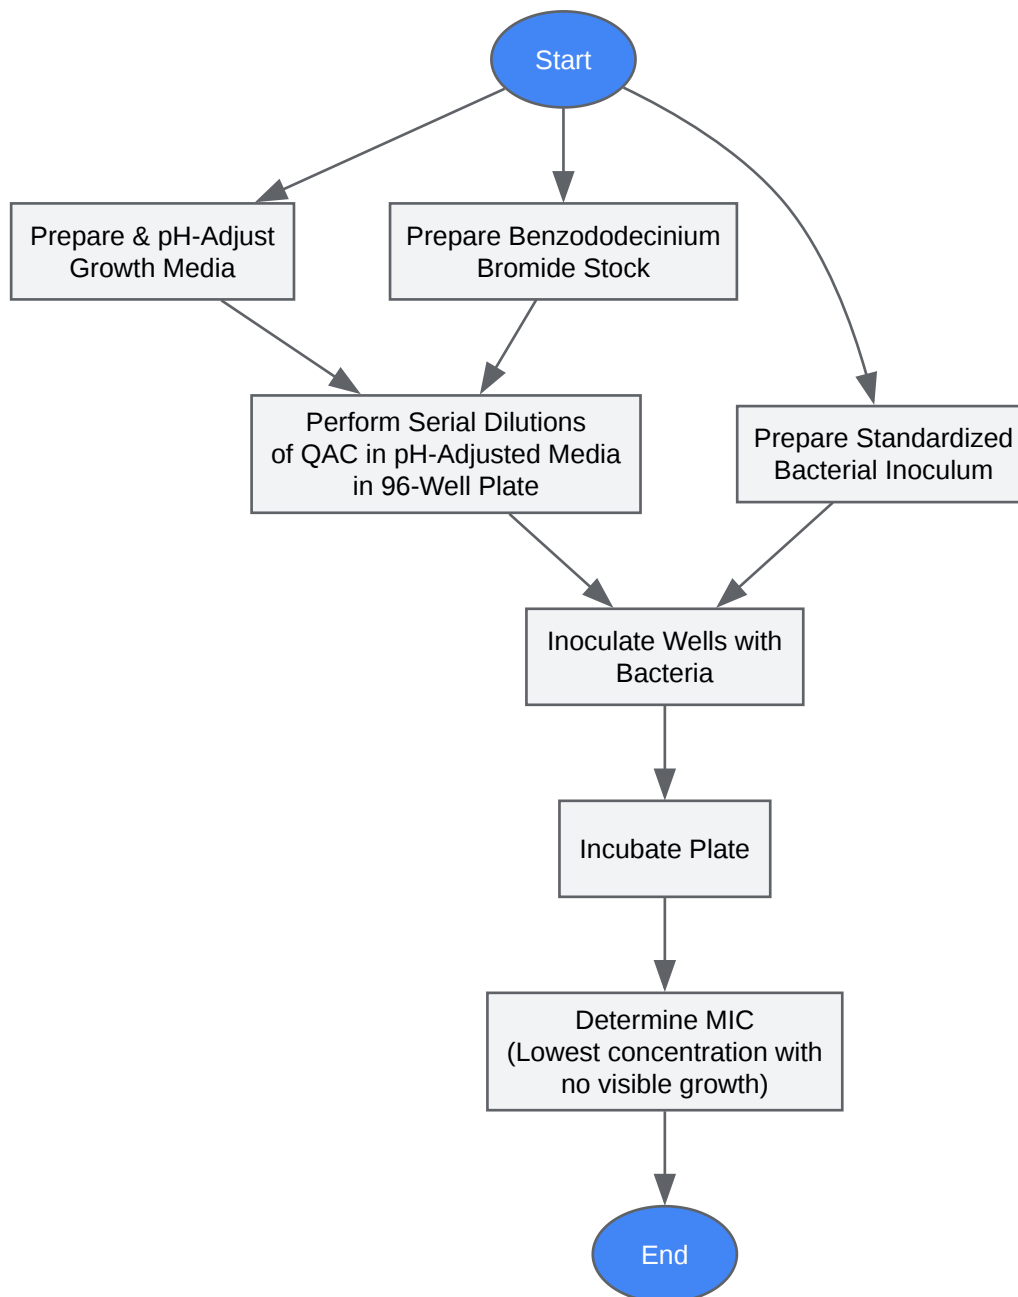 Start
Prepare & pH-Adjust
Growth Media
Prepare Benzododecinium
Bromide Stock
Perform Serial Dilutions
of QAC in pH-Adjusted Media
in 96-Well Plate
Prepare Standardized
Bacterial Inoculum
Inoculate Wells with
Bacteria
Incubate Plate
Determine MIC
(Lowest concentration with
no visible growth)
End